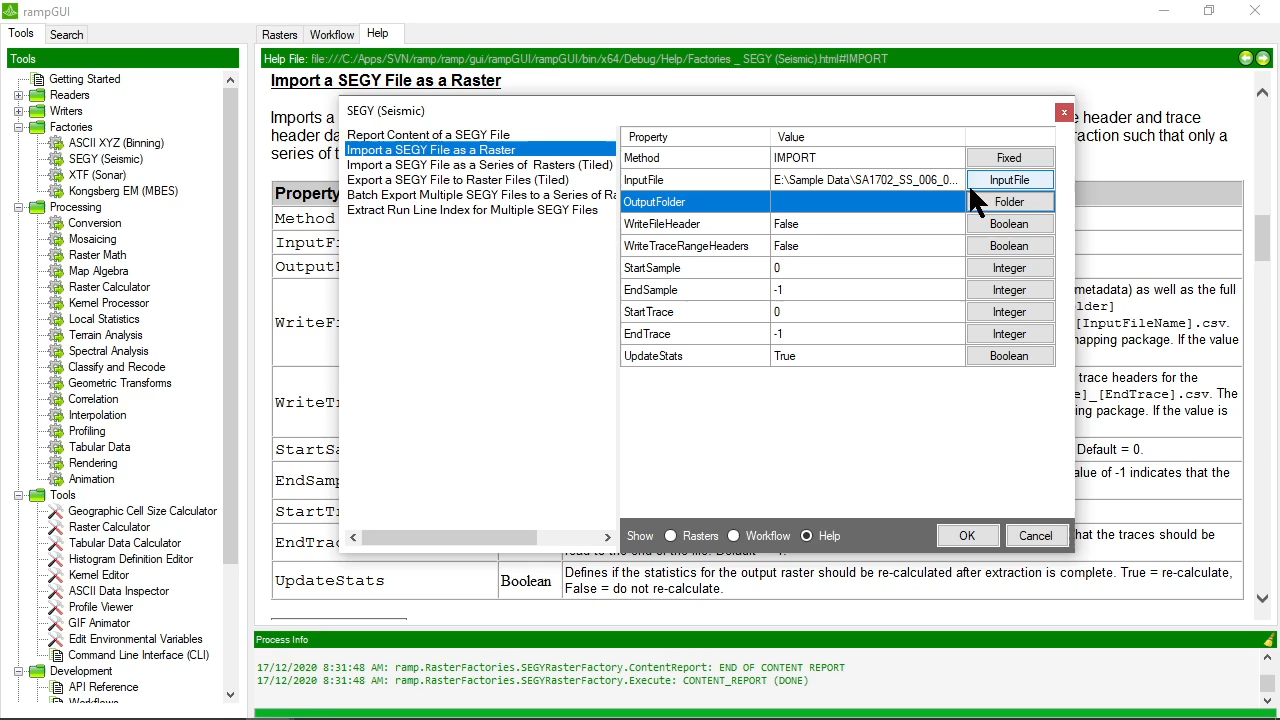 rampGUI
Tools
Search
Rasters
Workflow
Help
Tools
Help File: file:///C:/Apps/SVN/ramp/ramp/gui/rampGUI/rampGUI/bin/x64/Debug/Help/Factories _ SEGY (Seismic).html#IMPORT
Getting Started
Readers
Writers
Factories
ASCII XYZ (Binning)
SEGY (Seismic)
XTF (Sonar)
Kongsberg EM (MBES)
Processing
Conversion
Mosaicing
Raster Math
Map Algebra
Raster Calculator
Kernel Processor
Local Statistics
Terrain Analysis
Spectral Analysis
Classify and Recode
Geometric Transforms
Correlation
Interpolation
Profiling
Tabular Data
Rendering
Animation
Tools
Geographic Cell Size Calculator
Raster Calculator
Tabular Data Calculator
Histogram Definition Editor
Kernel Editor
ASCII Data Inspector
Profile Viewer
GIF Animator
Edit Environmental Variables
Command Line Interface (CLI)
Development
API Reference
Workflows
Import a SEGY File as a Raster
Imports a
header da
series of t
header and trace
raction such that only a
Property
Method
InputF
OutputF
WriteFi
metadata) as well as the full
lder]
[InputFileName].csv.
napping package. If the value
WriteTr
trace headers for the
e]_[EndTrace].csv. The
ing package. If the value is
StartSa
Default = 0.
EndSamp
alue of -1 indicates that the
StartTr
EndTrac
that the traces should be
UpdateStats
Boolean
Defines if the statistics for the output raster should be re-calculated after extraction is complete. True = re-calculate,
False = do not re-calculate.
SEGY (Seismic)
x
Report Content of a SEGY File
Import a SEGY File as a Raster
Import a SEGY File as a Series of Rasters (Tiled)
Export a SEGY File to Raster Files (Tiled)
Batch Export Multiple SEGY Files to a Series of Ra
Extract Run Line Index for Multiple SEGY Files
Property Value
Method IMPORT Fixed
InputFile E:\Sample Data\SA1702_SS_006_0... InputFile
OutputFolder Folder
WriteFileHeader False Boolean
WriteTraceRangeHeaders False Boolean
StartSample 0 Integer
EndSample -1 Integer
StartTrace 0 Integer
EndTrace -1 Integer
UpdateStats True Boolean
Show Rasters Workflow Help OK Cancel
Process Info
17/12/2020 8:31:48 AM: ramp.RasterFactories.SEGYRasterFactory.ContentReport: END OF CONTENT REPORT
17/12/2020 8:31:48 AM: ramp.RasterFactories.SEGYRasterFactory.Execute: CONTENT_REPORT (DONE)